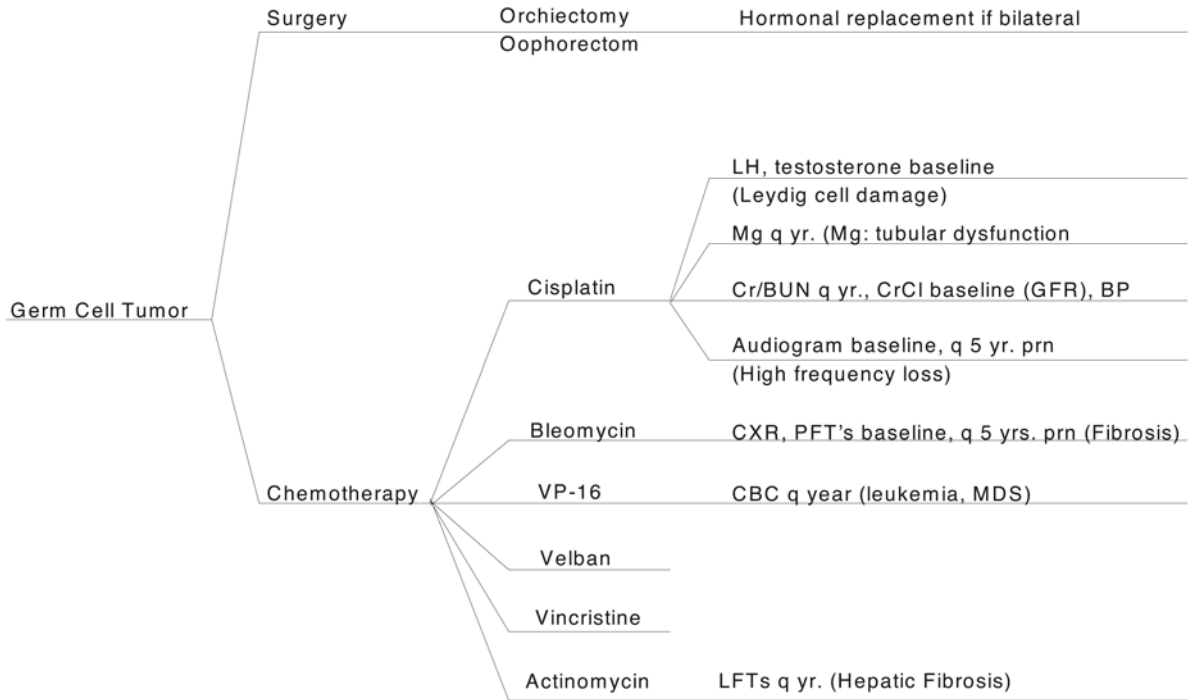 Surgery Orchiectomy Hormonal replacement if bilateral
Oophorectom
LH, testosterone baseline
(Leydig cell damage)
Mg q yr. (Mg: tubular dysfunction
Germ Cell Tumor Cisplatin Cr/BUN q yr., CrCl baseline (GFR), BP
Audiogram baseline, q 5 yr. prn
(High frequency loss)
Bleomycin CXR, PFT's baseline, q 5 yrs. prn (Fibrosis)
Chemotherapy VP-16 CBC q year (leukemia, MDS)
Velban
Vincristine
Actinomycin LFTs q yr. (Hepatic Fibrosis)